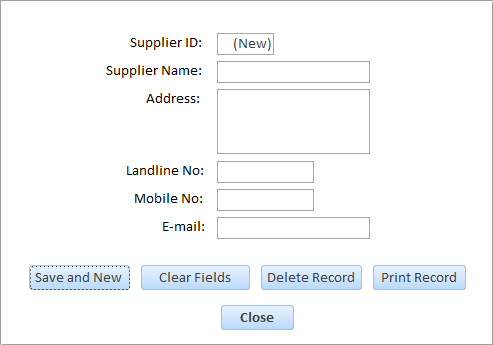 Supplier ID: (New)
Supplier Name:
Address:
Landline No:
Mobile No:
E-mail:
Save and New Clear Fields Delete Record Print Record
Close